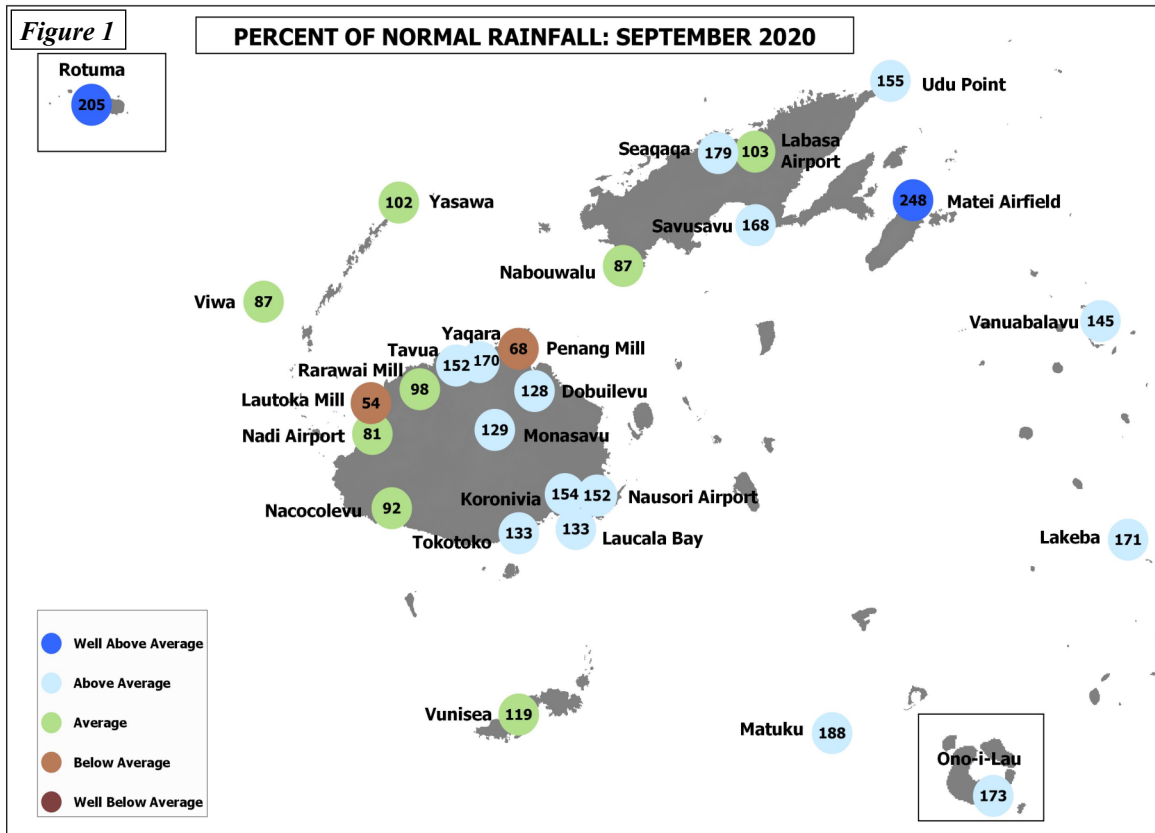 Figure 1
PERCENT OF NORMAL RAINFALL: SEPTEMBER 2020
Rotuma
205
155
Udu Point
Seaqaqa
179
103
Labasa
Airport
102
Yasawa
248
Matei Airfield
Savusavu
168
Nabouwalu
87
Viwa
87
Vanuabalavu
145
Yaqara
170
68
Penang Mill
Tavua
152
Rarawai Mill
98
128
Dobuilevu
Lautoka Mill
54
Nadi Airport
81
129
Monasavu
Koronivia
154
152
Nausori Airport
Nacocolevu
92
Tokotoko
133
133
Laucala Bay
Lakeba
171
Well Above Average
Above Average
Average
Below Average
Well Below Average
Vunisea
119
Matuku
188
Ono-i-Lau
173